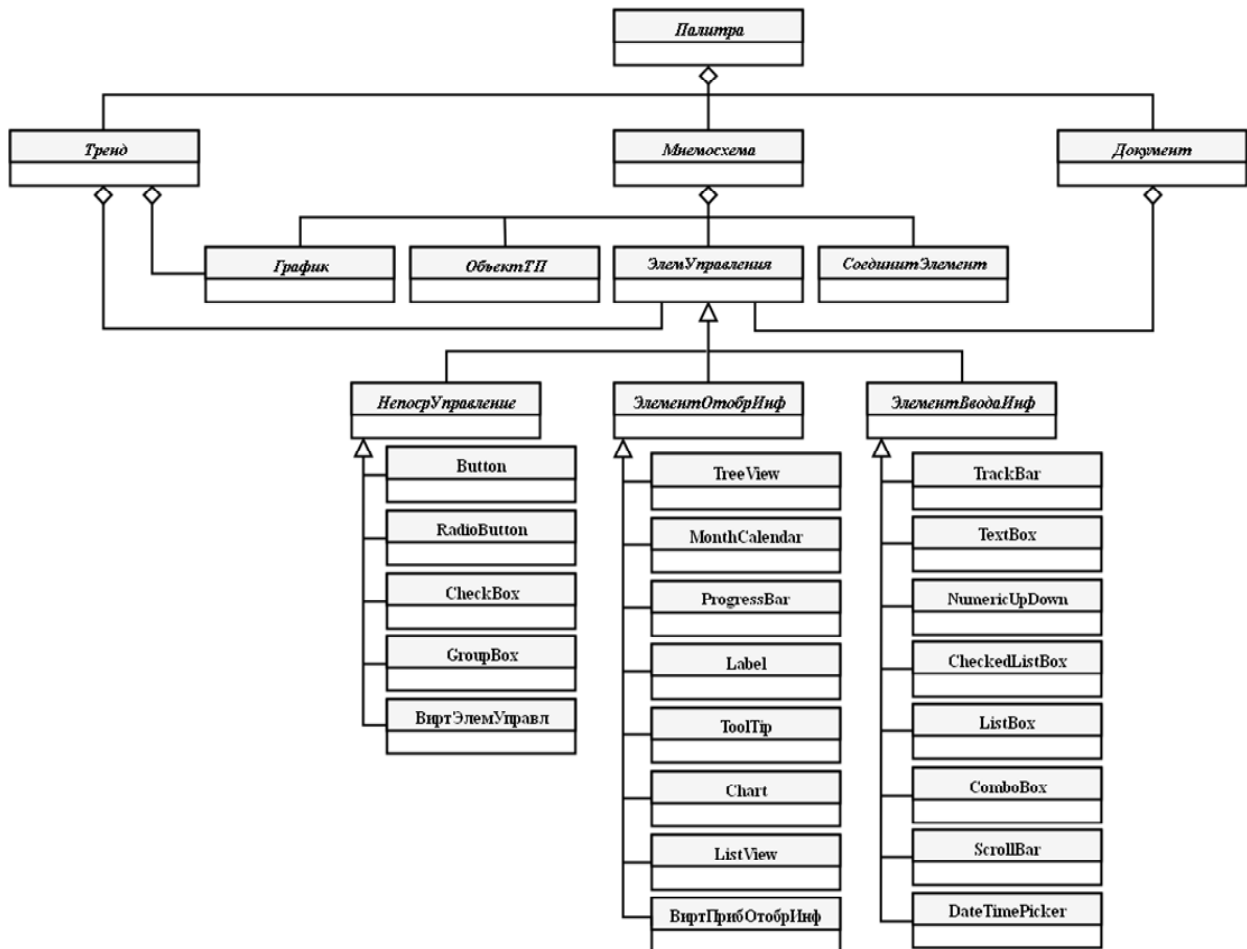 Палитра
Тренд
Мнемосхема
Документ
График
ОбъектТП
ЭлемУправления
СоединитЭлемент
НепосрУправление
ЭлементОтобрИнф
ЭлементВводаИнф
Button
RadioButton
CheckBox
GroupBox
ВиртЭлемУправл
TreeView
MonthCalendar
ProgressBar
Label
ToolTip
Chart
ListView
ВиртПрибОтобрИнф
TrackBar
TextBox
NumericUpDown
CheckedListBox
ListBox
ComboBox
ScrollBar
DateTimePicker